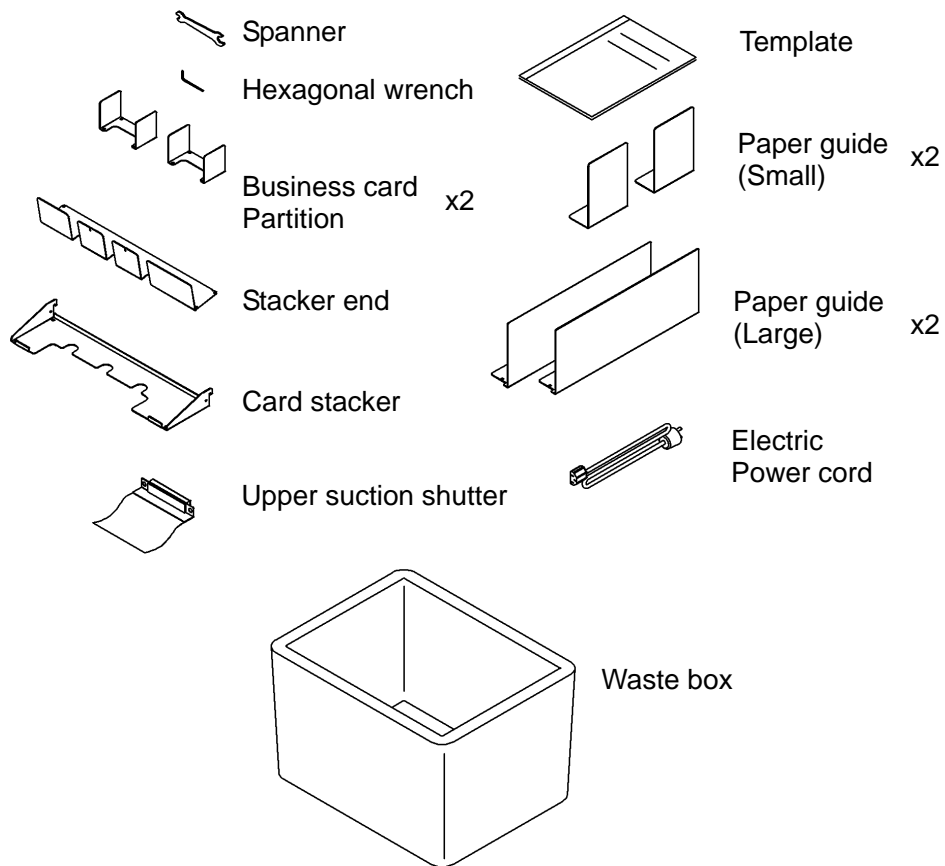 Spanner
Hexagonal wrench
Business card x2
Partition
Stacker end
Card stacker
Upper suction shutter
Template
Paper guide x2
(Small)
Paper guide
(Large) x2
Electric
Power cord
Waste box